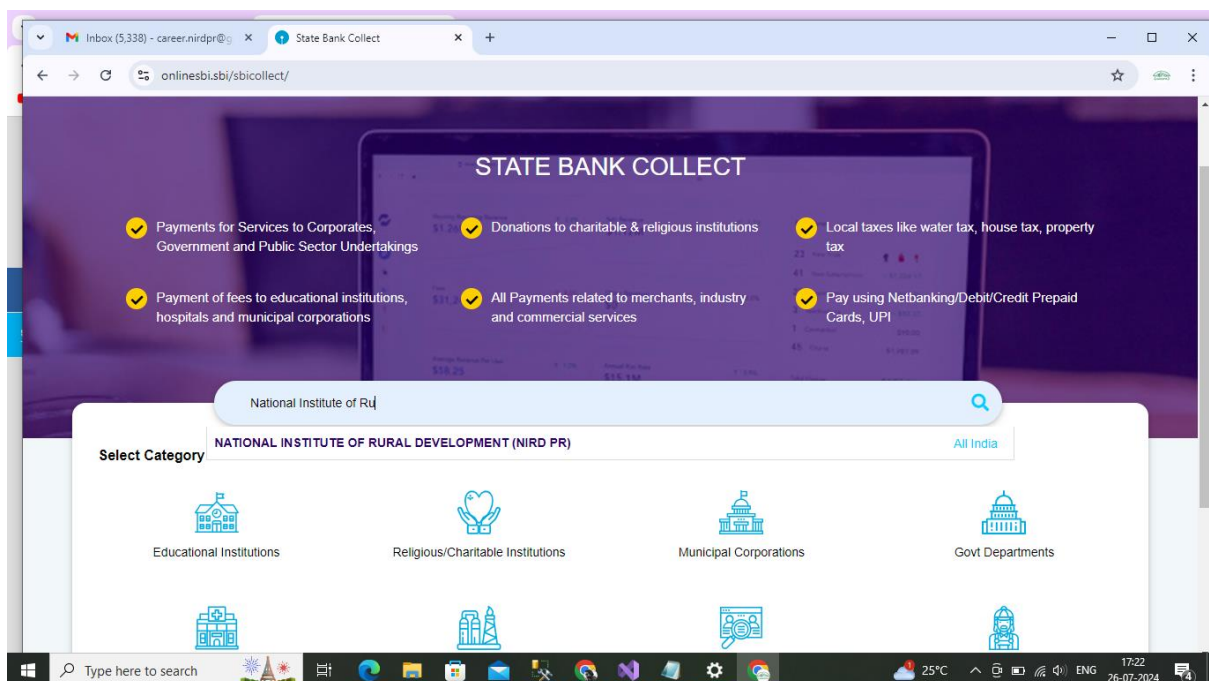 Inbox (5,338) - career.nirdpr@g
State Bank Collect
onlinesbi.sbi/sbicollect/
STATE BANK COLLECT
Payments for Services to Corporates,
Government and Public Sector Undertakings
Donations to charitable & religious institutions
Local taxes like water tax, house tax, property
tax
Payment of fees to educational institutions,
hospitals and municipal corporations
All Payments related to merchants, industry
and commercial services
Pay using Netbanking/Debit/Credit Prepaid
Cards, UPI
National Institute of Ru
NATIONAL INSTITUTE OF RURAL DEVELOPMENT (NIRD PR) All India
Select Category
Educational Institutions
Religious/Charitable Institutions
Municipal Corporations
Govt Departments
Type here to search
25°C
ENG
17:22
26-07-2024
4